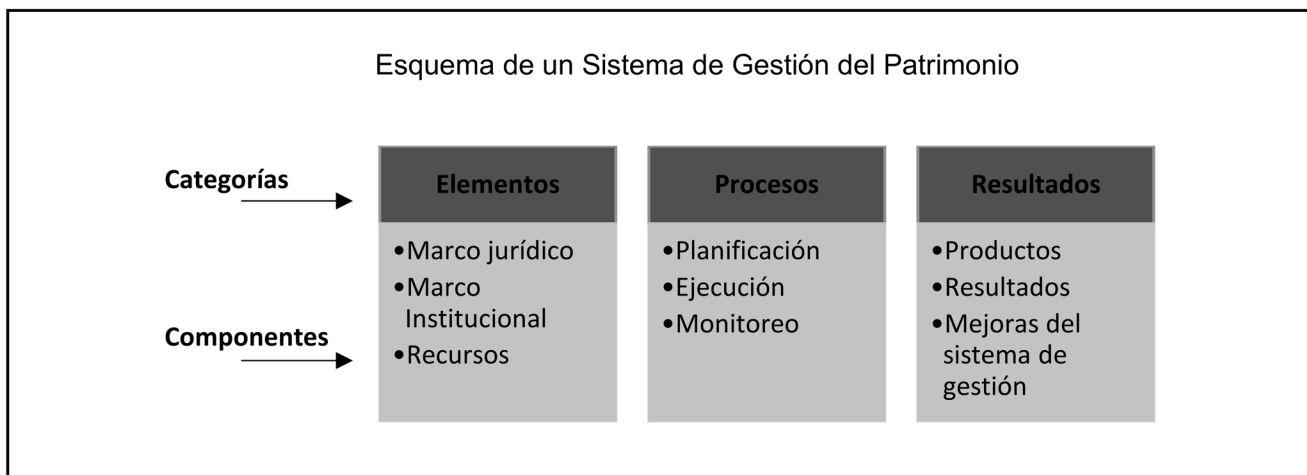 Esquema de un Sistema de Gestión del Patrimonio
Categorías
Elementos
Procesos
Resultados
Componentes
•Marco jurídico
•Marco
Institucional
•Recursos
•Planificación
•Ejecución
•Monitoreo
•Productos
•Resultados
•Mejoras del
sistema de
gestión